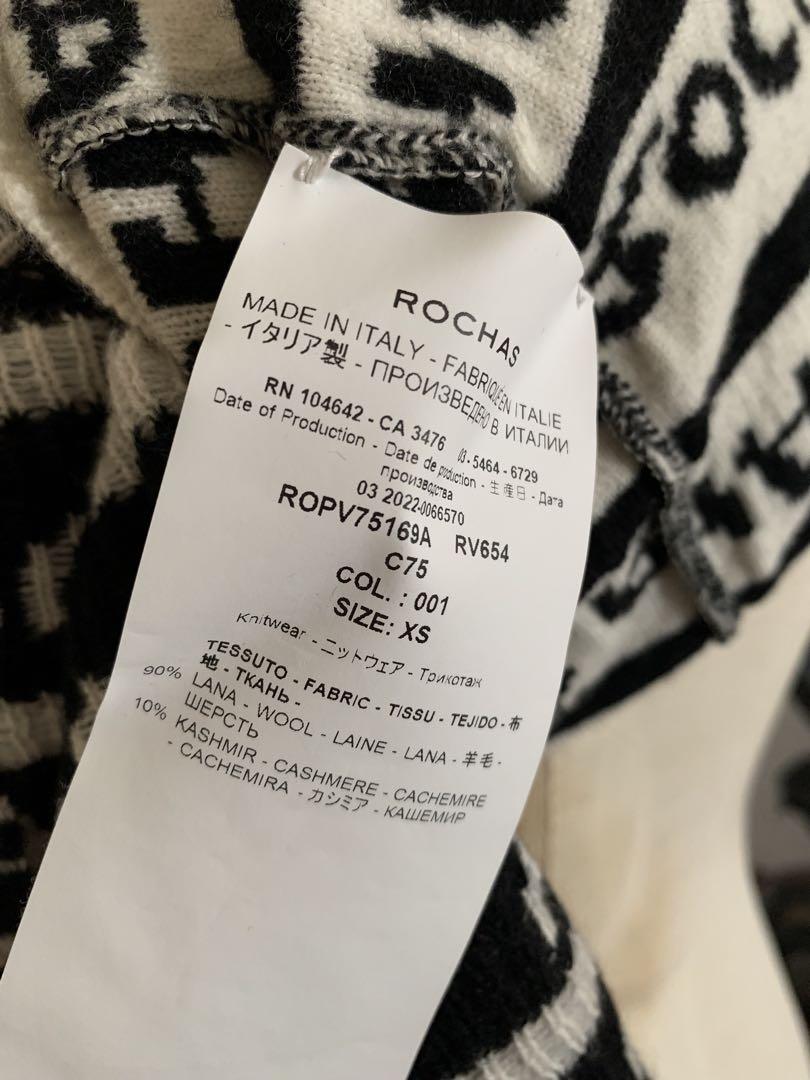 ROCHAS
MADE IN ITALY - FABRIQUÉ EN ITALIE
- イタリア製 - ПРОИЗВЕДЕНО В ИТАЛИИ
RN 104642 - CA 3476 03-5464-6729
Date of Production - Date de production - 生産日 - Дата
производства
03 2022-0066570
ROPV75169A RV654
C75
COL. : 001
SIZE: XS
Knitwear - ニットウェア - Трикотаж
TESSUTO - FABRIC - TISSU - TEJIDO - 布
地 - ТКАНЬ -
90% LANA - WOOL - LAINE - LANA - 羊毛 -
ШЕРСТЬ
10% KASHMIR - CASHMERE - CACHEMIRE
- CACHEMIRA - カシミア - КАШЕМИР